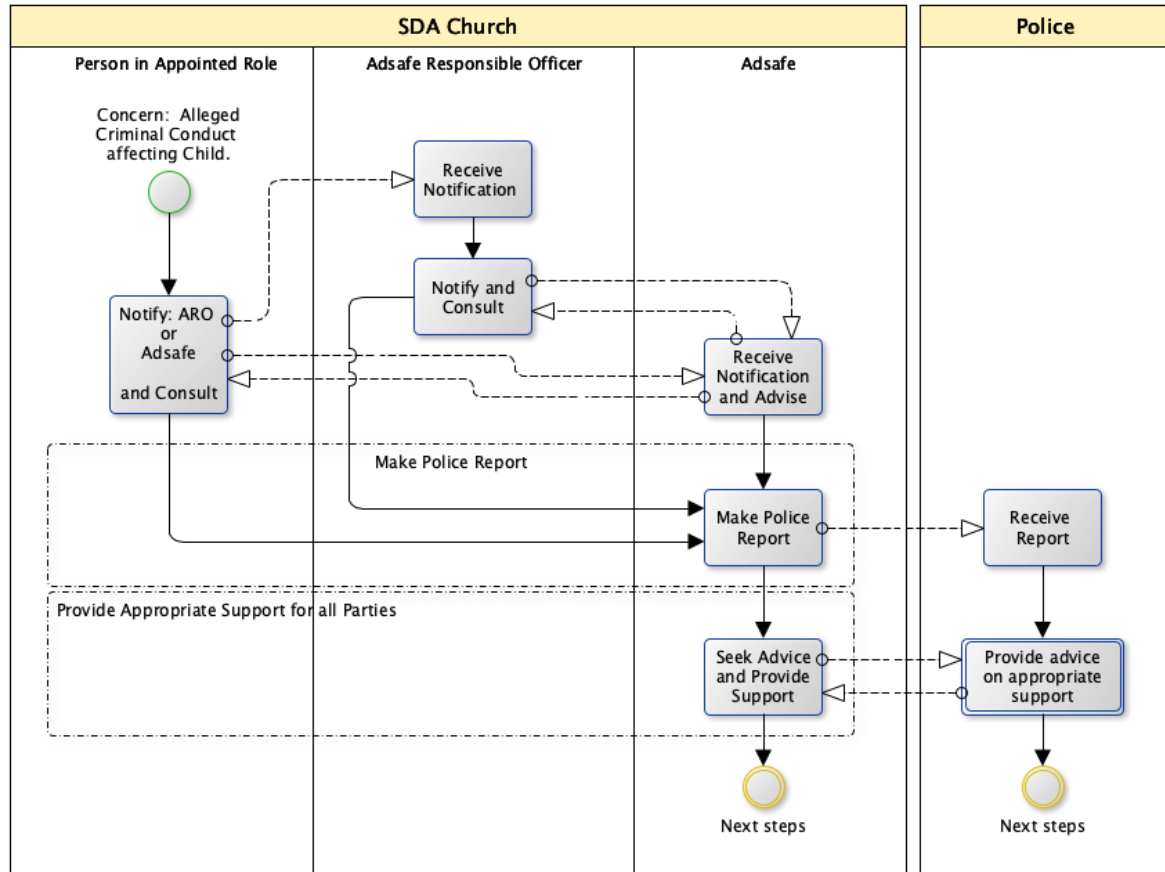 SDA Church
Police
Person in Appointed Role
Adsafe Responsible Officer
Adsafe
Concern:  Alleged
Criminal Conduct
affecting Child.
Receive
Notification
Notify and
Consult
Notify: ARO
or
Adsafe
and Consult
Receive
Notification
and Advise
Make Police Report
Make Police
Report
Receive
Report
Provide Appropriate Support for all Parties
Seek Advice
and Provide
Support
Provide advice
on appropriate
support
Next steps
Next steps